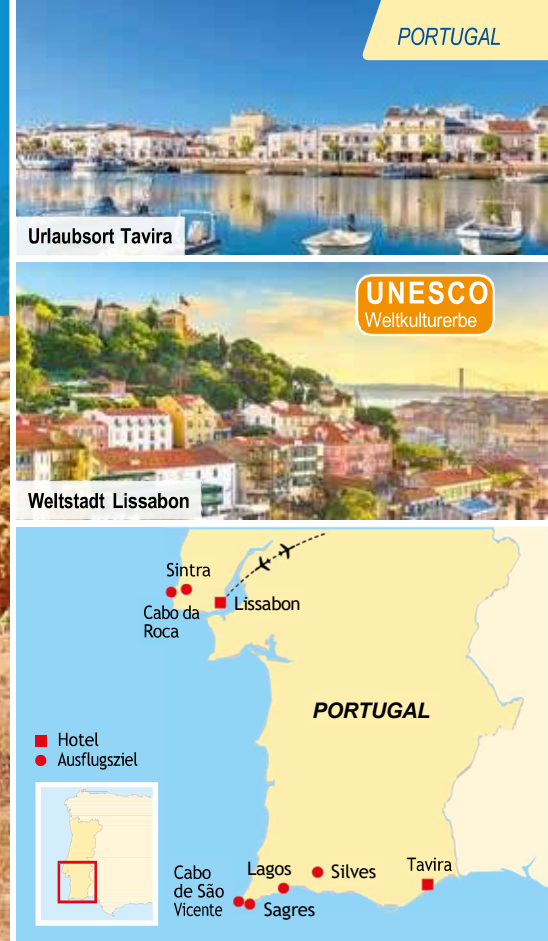 PORTUGAL
Urlaubsort Tavira
UNESCO
Weltkulturerbe
Weltstadt Lissabon
Sintra
Cabo da
Roca
Lissabon
PORTUGAL
Hotel
Ausflugsziel
Cabo
de São
Vicente
Lagos
Sagres
Silves
Tavira